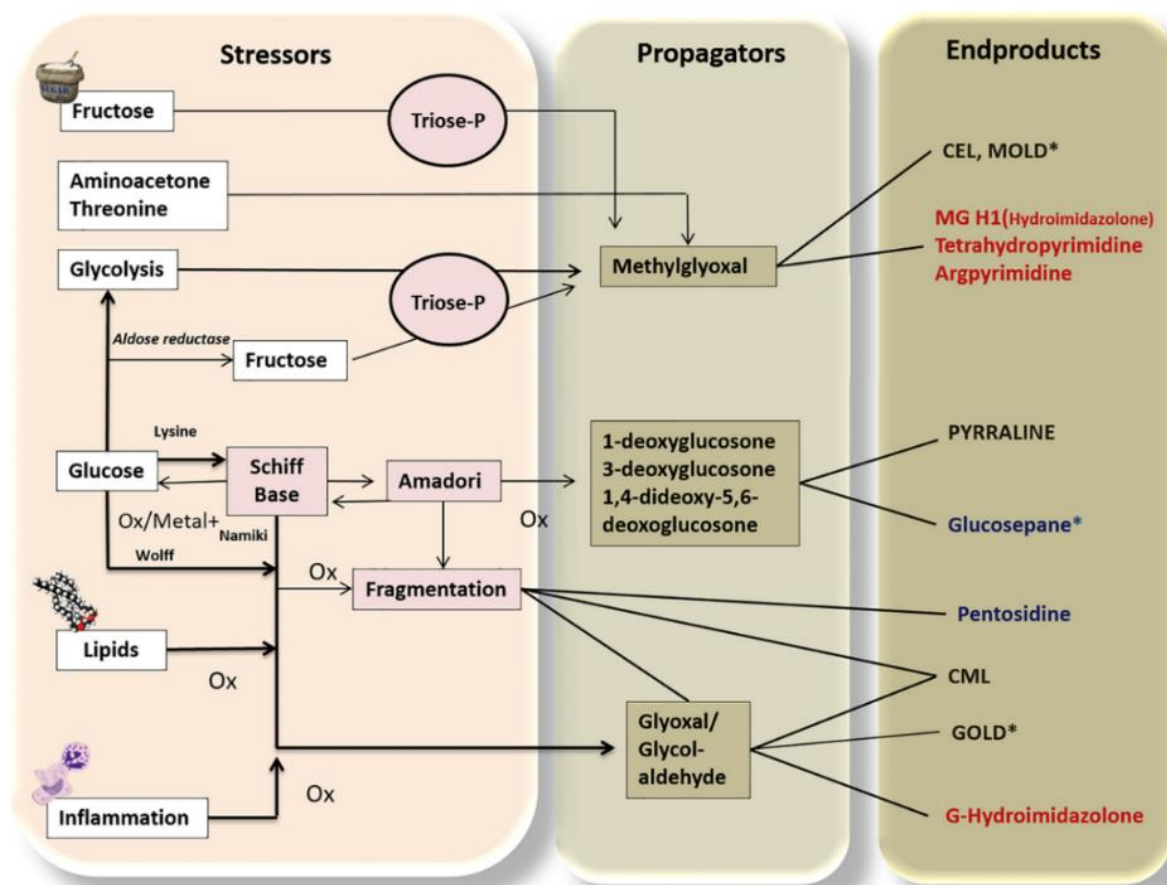 Stressors
Propagators
Endproducts
SUGAR
Fructose
Triose-P
CEL, MOLD*
Aminoacetone
Threonine
MG H1(Hydroimidazolone)
Tetrahydropyrimidine
Argpyrimidine
Glycolysis
Methylglyoxal
Triose-P
Aldose reductase
Fructose
Lysine
Glucose
Schiff
Base
Amadori
1-deoxyglucosone
3-deoxyglucosone
1,4-dideoxy-5,6-
deoxoglucosone
PYRRALINE
Glucosepane*
Ox/Metal+
Namiki
Ox
Wolff
Ox
Fragmentation
Pentosidine
Lipids
Ox
CML
Glyoxal/
Glycol-
aldehyde
GOLD*
Ox
Inflammation
G-Hydroimidazolone